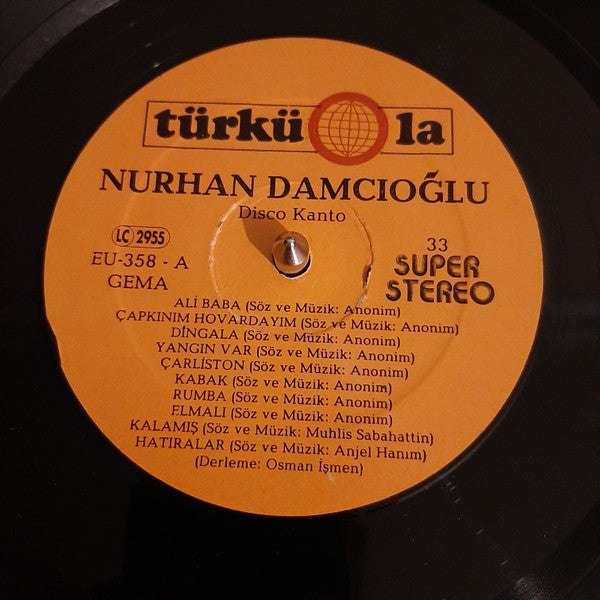 türküola
NURHAN DAMCIOĞLU
Disco Kanto
LC 2955
EU-358 - A
GEMA
33
SUPER
STEREO
ALİ BABA (Söz ve Müzik: Anonim)
ÇAPKINIM HOVARDAYIM (Söz ve Müzik: Anonim)
DİNGALA (Söz ve Müzik: Anonim)
YANGIN VAR (Söz ve Müzik: Anonim)
ÇARLİSTON (Söz ve Müzik: Anonim)
KABAK (Söz ve Müzik: Anonim)
RUMBA (Söz ve Müzik: Anonim)
ELMALI (Söz ve Müzik: Anonim)
KALAMIŞ (Söz ve Müzik: Muhlis Sabahattin)
HATIRALAR (Söz ve Müzik: Anjel Hanım)
(Derleme: Osman İşmen)